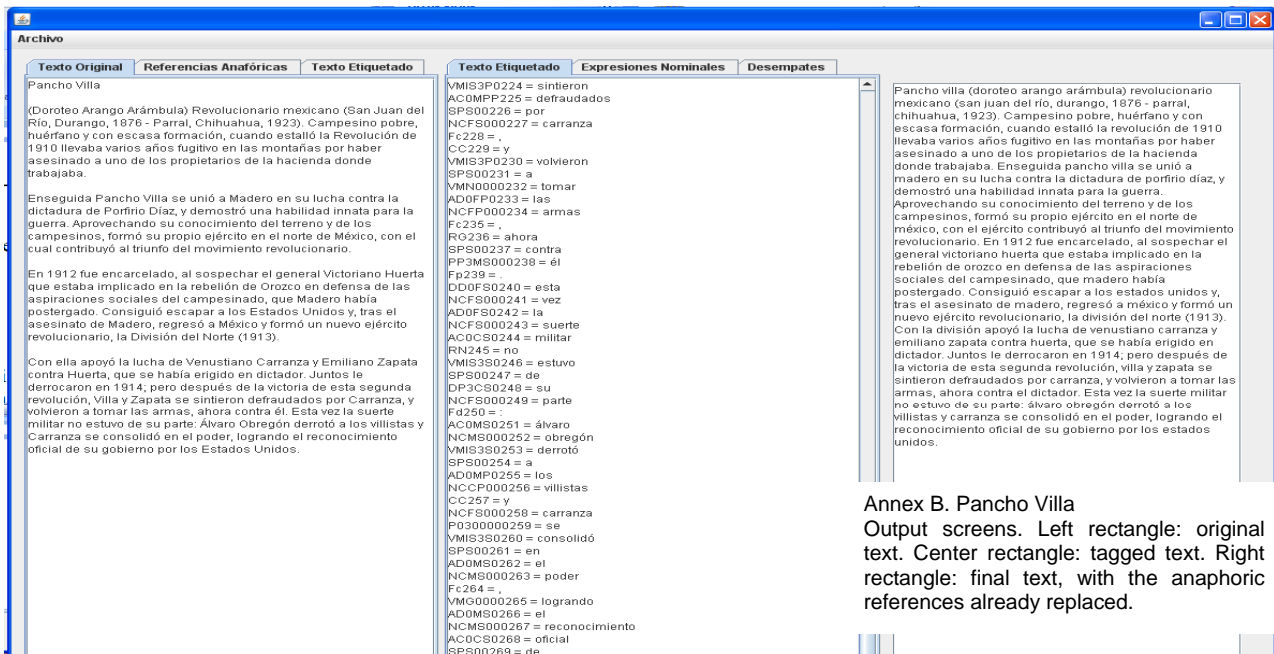 Archivo
Texto Original Referencias Anafóricas Texto Etiquetado
Pancho Villa
(Doroteo Arango Arámbula) Revolucionario mexicano (San Juan del
Río, Durango, 1876 - Parral, Chihuahua, 1923). Campesino pobre,
huérfano y con escasa formación, cuando estalló la Revolución de
1910 llevaba varios años fugitivo en las montañas por haber
asesinado a uno de los propietarios de la hacienda donde
trabajaba.
Enseguida Pancho Villa se unió a Madero en su lucha contra la
dictadura de Porfirio Díaz, y demostró una habilidad innata para la
guerra. Aprovechando su conocimiento del terreno y de los
campesinos, formó su propio ejército en el norte de México, con el
cual contribuyó al triunfo del movimiento revolucionario.
En 1912 fue encarcelado, al sospechar el general Victoriano Huerta
que estaba implicado en la rebelión de Orozco en defensa de las
aspiraciones sociales del campesinado, que Madero había
postergado. Consiguió escapar a los Estados Unidos y, tras el
asesinato de Madero, regresó a México y formó un nuevo ejército
revolucionario, la División del Norte (1913).
Con ella apoyó la lucha de Venustiano Carranza y Emiliano Zapata
contra Huerta, que se había erigido en dictador. Juntos le
derrocaron en 1914; pero después de la victoria de esta segunda
revolución, Villa y Zapata se sintieron defraudados por Carranza, y
volvieron a tomar las armas, ahora contra él. Esta vez la suerte
militar no estuvo de su parte: Álvaro Obregón derrotó a los villistas y
Carranza se consolidó en el poder, logrando el reconocimiento
oficial de su gobierno por los Estados Unidos.
Texto Etiquetado Expresiones Nominales Desempates
VMIS3P0224 = sintieron
AC0MPP225 = defraudados
SPS00226 = por
NCFS000227 = carranza
Fc228 = ,
CC229 = y
VMIS3P0230 = volvieron
SPS00231 = a
VMN0000232 = tomar
AD0FP0233 = las
NCFP000234 = armas
Fc235 = ,
RG236 = ahora
SPS00237 = contra
PP3MS000238 = él
Fp239 = .
DD0FS0240 = esta
NCFS000241 = vez
AD0FS0242 = la
NCFS000243 = suerte
AC0CS0244 = militar
RN245 = no
VMIS3S0246 = estuvo
SPS00247 = de
DP3CS0248 = su
NCFS000249 = parte
Fd250 = :
AC0MS0251 = álvaro
NCMS000252 = obregón
VMIS3S0253 = derrotó
SPS00254 = a
AD0MP0255 = los
NCCP000256 = villistas
CC257 = y
NCFS000258 = carranza
P0300000259 = se
VMIS3S0260 = consolidó
SPS00261 = en
AD0MS0262 = el
NCMS000263 = poder
Fc264 = ,
VMG0000265 = logrando
AD0MS0266 = el
NCMS000267 = reconocimiento
AC0CS0268 = oficial
SPS00269 = de
Pancho villa (doroteo arango arámbula) revolucionario
mexicano (san juan del río, durango, 1876 - parral,
chihuahua, 1923). Campesino pobre, huérfano y con
escasa formación, cuando estalló la revolución de 1910
llevaba varios años fugitivo en las montañas por haber
asesinado a uno de los propietarios de la hacienda
donde trabajaba. Enseguida pancho villa se unió a
madero en su lucha contra la dictadura de porfirio díaz, y
demostró una habilidad innata para la guerra.
Aprovechando su conocimiento del terreno y de los
campesinos, formó su propio ejército en el norte de
méxico, con el ejército contribuyó al triunfo del movimiento
revolucionario. En 1912 fue encarcelado, al sospechar el
general victoriano huerta que estaba implicado en la
rebelión de orozco en defensa de las aspiraciones
sociales del campesinado, que madero había
postergado. Consiguió escapar a los estados unidos y,
tras el asesinato de madero, regresó a méxico y formó un
nuevo ejército revolucionario, la división del norte (1913).
Con la división apoyó la lucha de venustiano carranza y
emiliano zapata contra huerta, que se había erigido en
dictador. Juntos le derrocaron en 1914; pero después de
la victoria de esta segunda revolución, villa y zapata se
sintieron defraudados por carranza, y volvieron a tomar las
armas, ahora contra el dictador. Esta vez la suerte militar
no estuvo de su parte: álvaro obregón derrotó a los
villistas y carranza se consolidó en el poder, logrando el
reconocimiento oficial de su gobierno por los estados
unidos.
Annex B. Pancho Villa
Output screens. Left rectangle: original
text. Center rectangle: tagged text. Right
rectangle: final text, with the anaphoric
references already replaced.